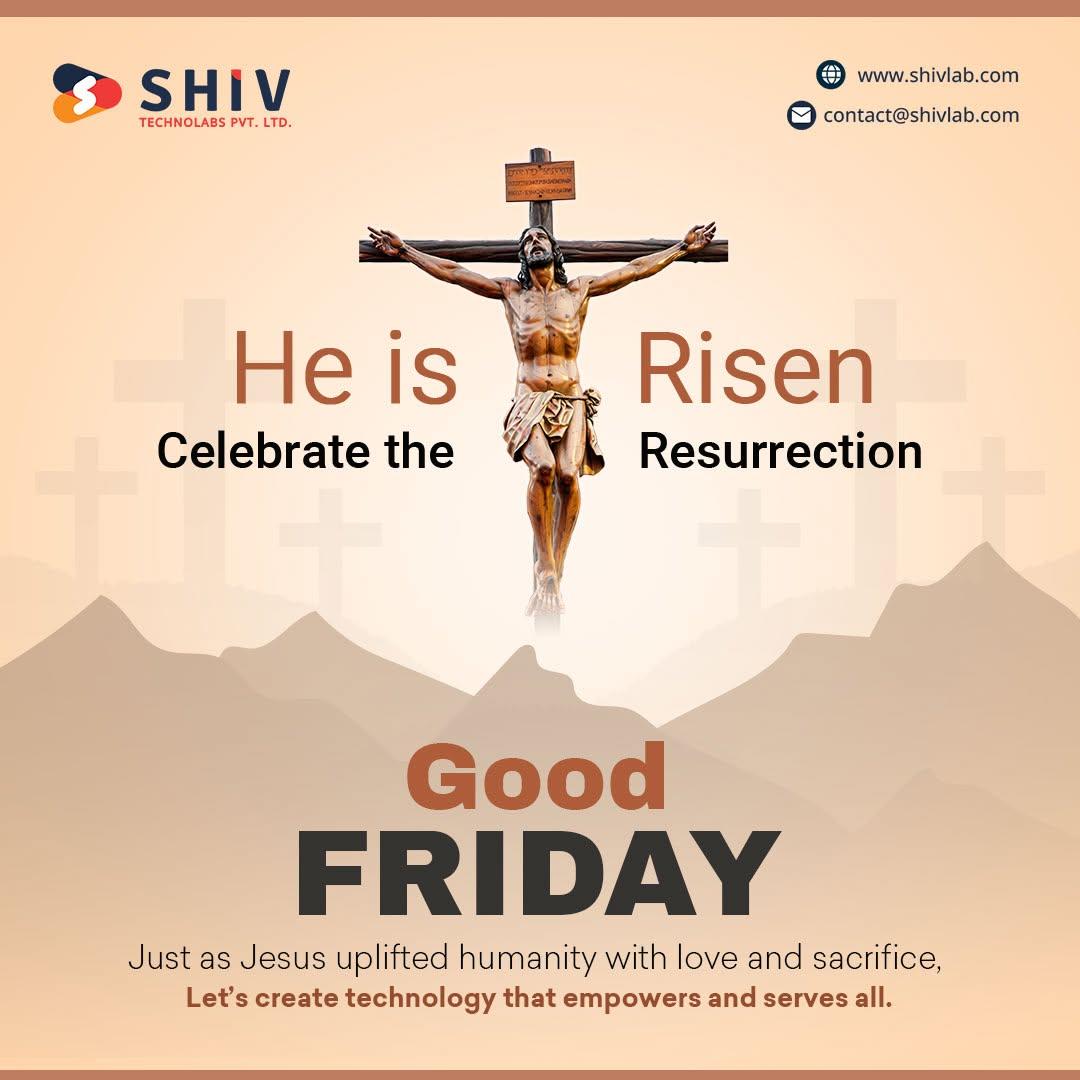 SHIV
TECHNOLABS PVT. LTD.
www.shivlab.com
contact@shivlab.com
He is Risen
Celebrate the Resurrection
Good
FRIDAY
Just as Jesus uplifted humanity with love and sacrifice,
Let's create technology that empowers and serves all.